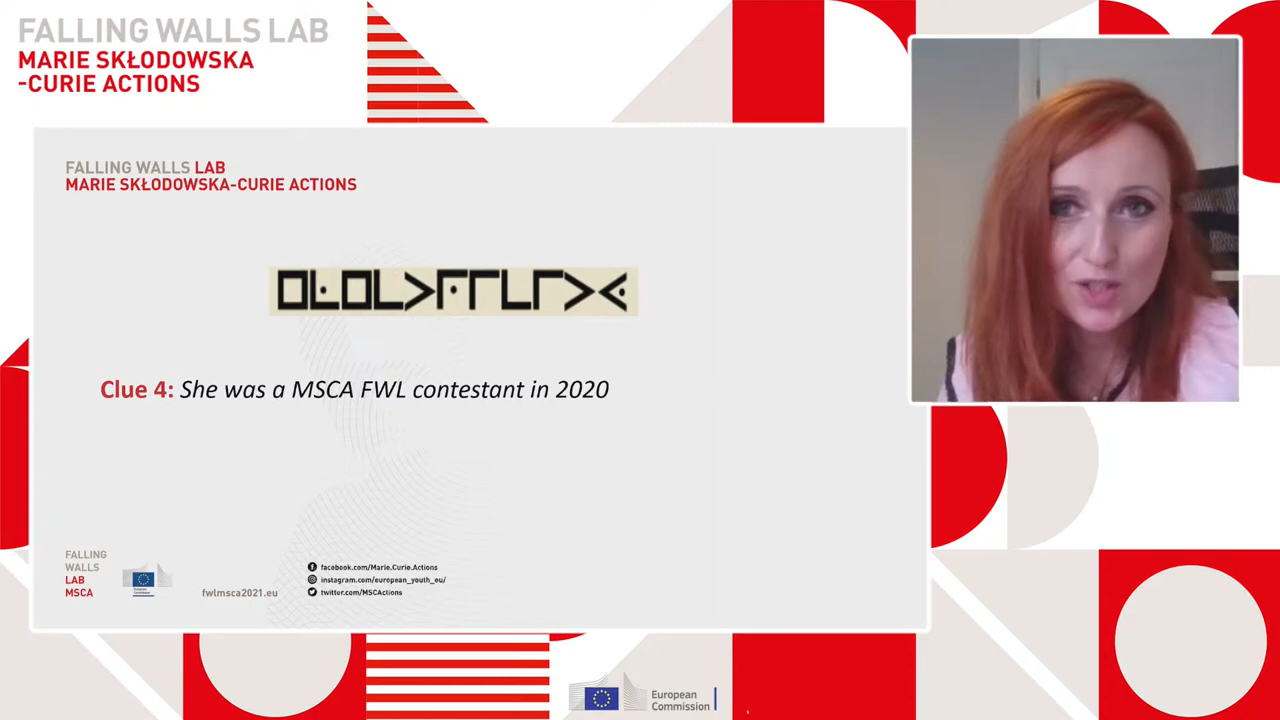 FALLING WALLS LAB
MARIE SKŁODOWSKA
-CURIE ACTIONS
FALLING WALLS LAB
MARIE SKŁODOWSKA-CURIE ACTIONS
Clue 4: She was a MSCA FWL contestant in 2020
FALLING
WALLS
LAB
MSCA
European
Commission
fwlmsca2021.eu
facebook.com/Marie.Curie.Actions
instagram.com/european_youth_eu/
twitter.com/MSCActions
European
Commission